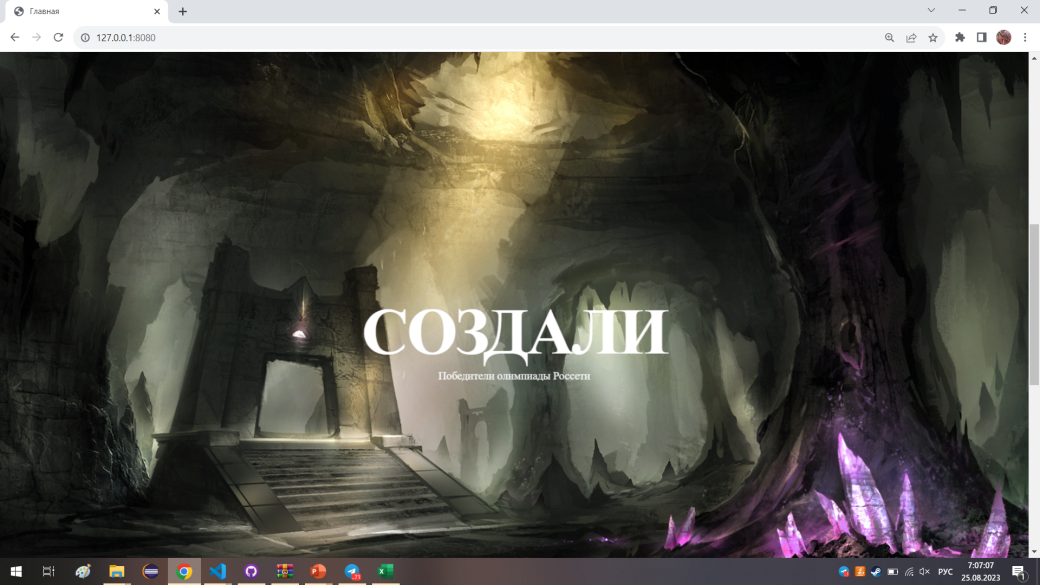 Главная
127.0.0.1:8080
СОЗДАЛИ
Победители олимпиады Россети
РУС
7:07:07
25.08.2023